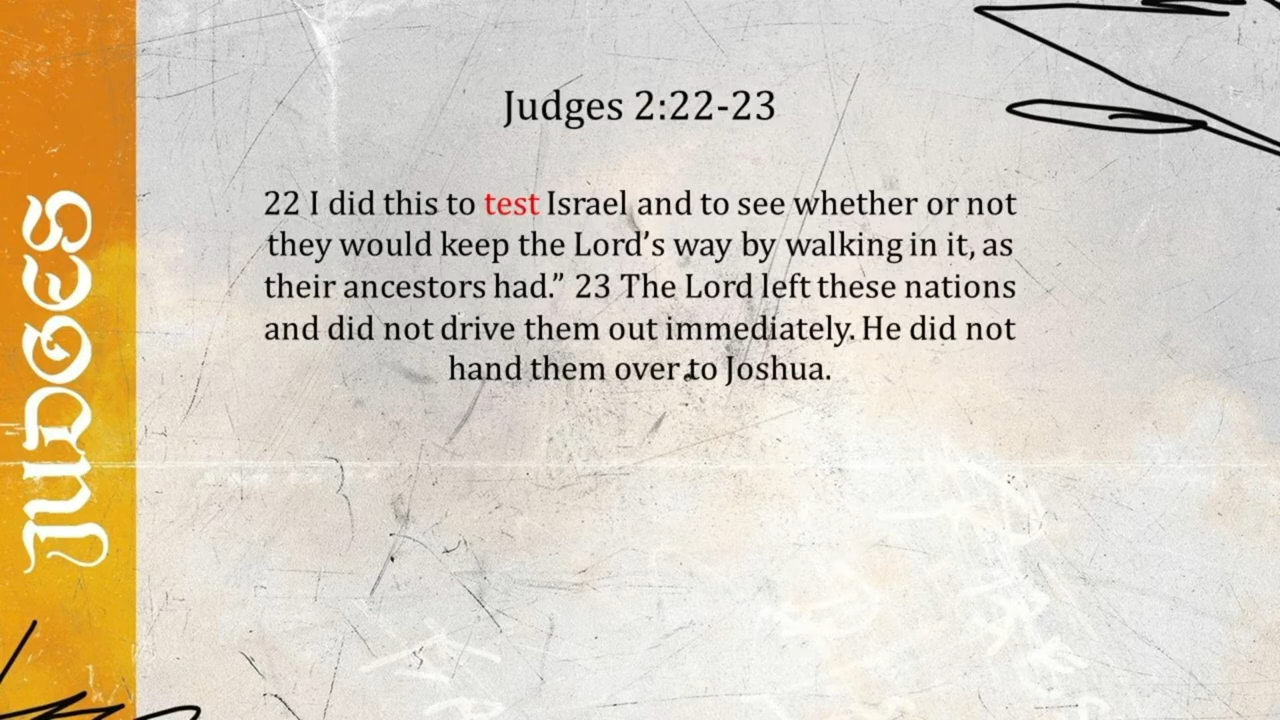 JUDGES
Judges 2:22-23
22 I did this to test Israel and to see whether or not
they would keep the Lord’s way by walking in it, as
their ancestors had.” 23 The Lord left these nations
and did not drive them out immediately. He did not
hand them over to Joshua.